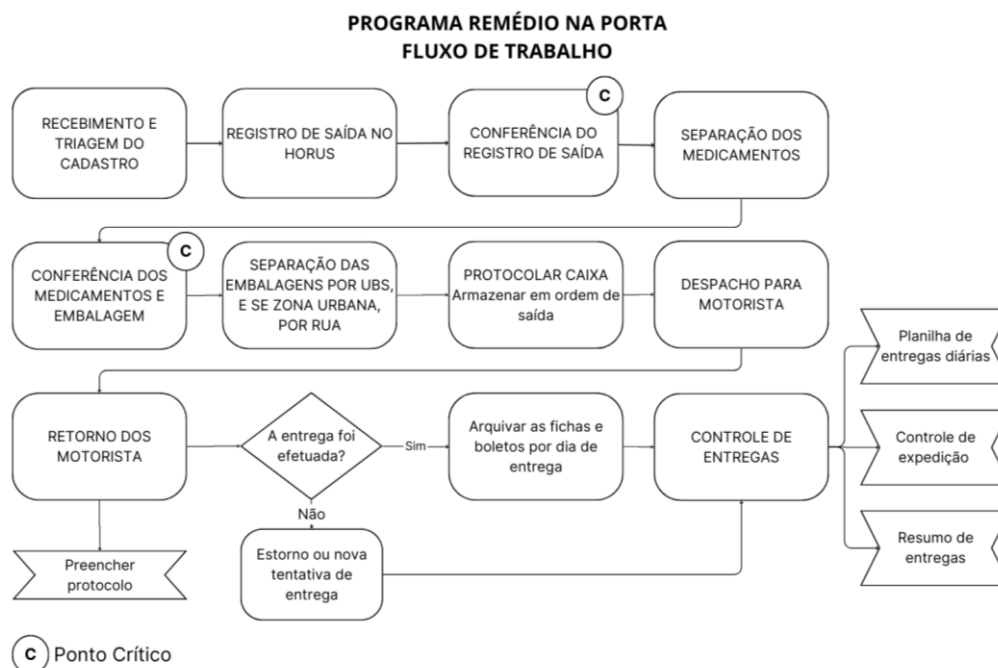 PROGRAMA REMÉDIO NA PORTA
FLUXO DE TRABALHO
RECEBIMENTO E
TRIAGEM DO
CADASTRO
REGISTRO DE SAÍDA NO
HORUS
C
CONFERÊNCIA DO
REGISTRO DE SAÍDA
SEPARAÇÃO DOS
MEDICAMENTOS
C
CONFERÊNCIA DOS
MEDICAMENTOS E
EMBALAGEM
SEPARAÇÃO DAS
EMBALAGENS POR UBS,
E SE ZONA URBANA,
POR RUA
PROTOCOLAR CAIXA
Armazenar em ordem de
saída
DESPACHO PARA
MOTORISTA
RETORNO DOS
MOTORISTA
Preencher
protocolo
A entrega foi
efetuada?
Sim
Não
Arquivar as fichas e
boletos por dia de
entrega
Estorno ou nova
tentativa de
entrega
CONTROLE DE
ENTREGAS
Planilha de
entregas diárias
Controle de
expedição
Resumo de
entregas
C Ponto Crítico